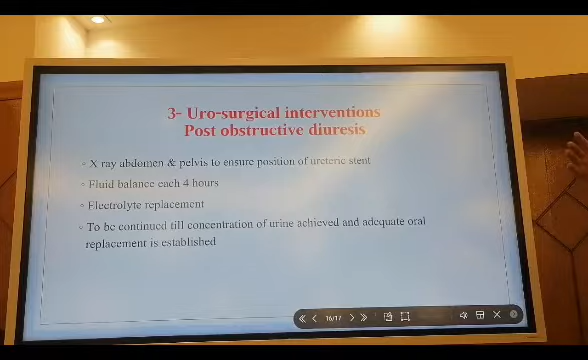 3- Uro-surgical interventions
Post obstructive diuresis
◦ X ray abdomen & pelvis to ensure position of ureteric stent
◦ Fluid balance each 4 hours
◦ Electrolyte replacement
◦ To be continued till concentration of urine achieved and adequate oral
replacement is established
16/17